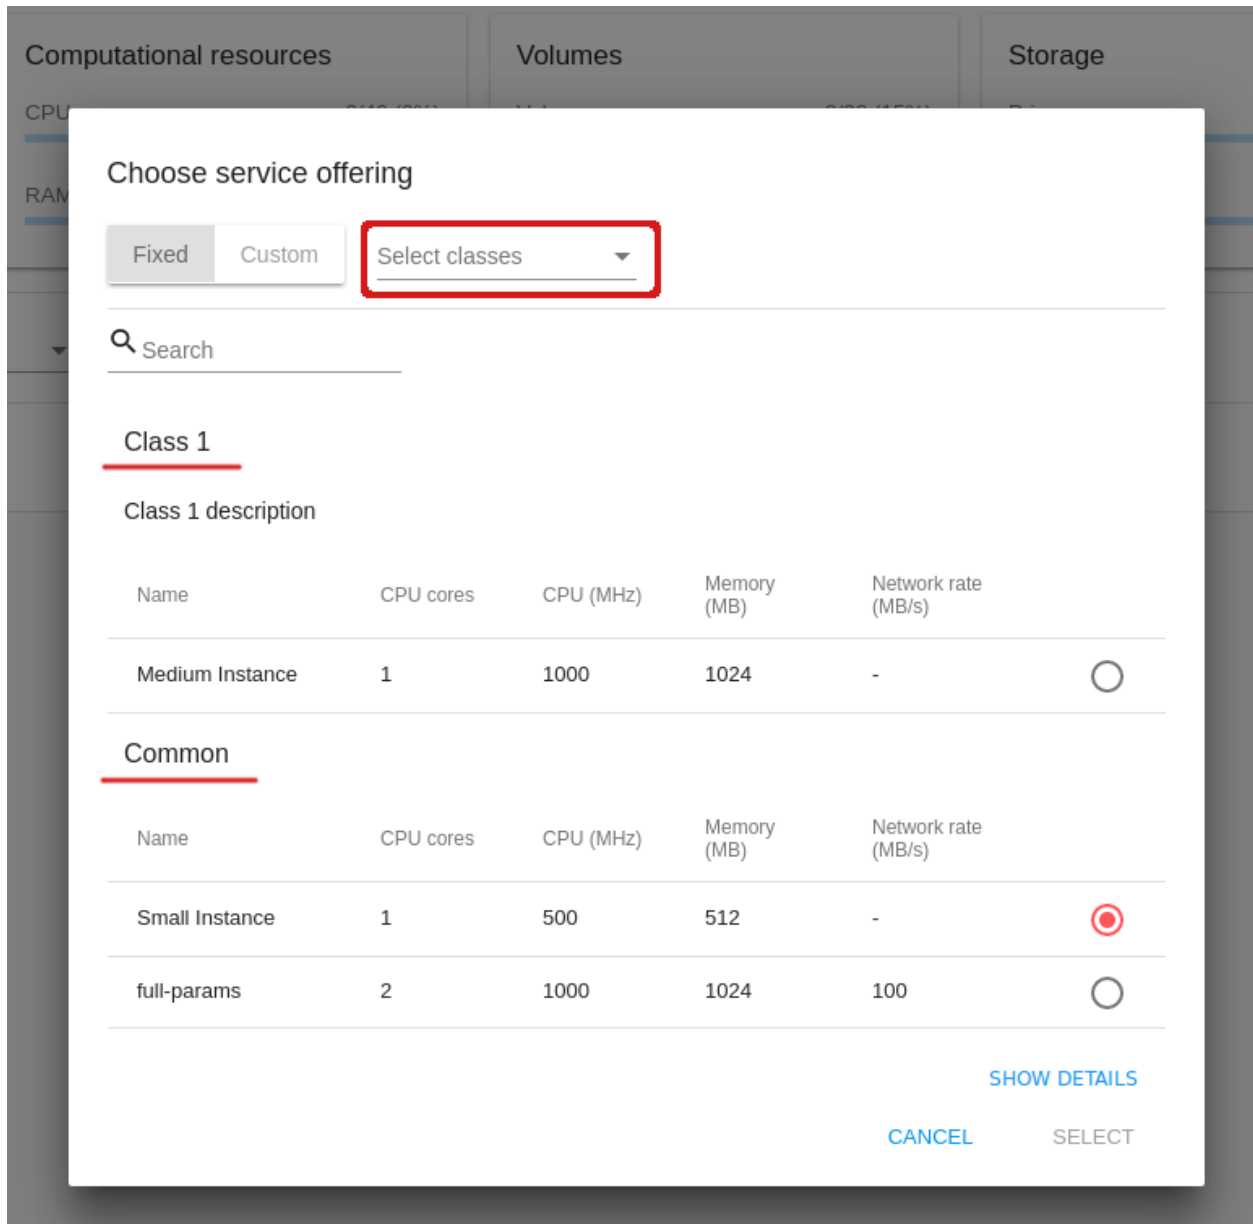 Computational resources
Volumes
Storage
CPU
RAM
Choose service offering
Fixed
Custom
Select classes
Search
Class 1
Class 1 description
Name CPU cores CPU (MHz) Memory (MB) Network rate (MB/s)
Medium Instance 1 1000 1024 -
Common
Name CPU cores CPU (MHz) Memory (MB) Network rate (MB/s)
Small Instance 1 500 512 -
full-params 2 1000 1024 100
SHOW DETAILS
CANCEL
SELECT